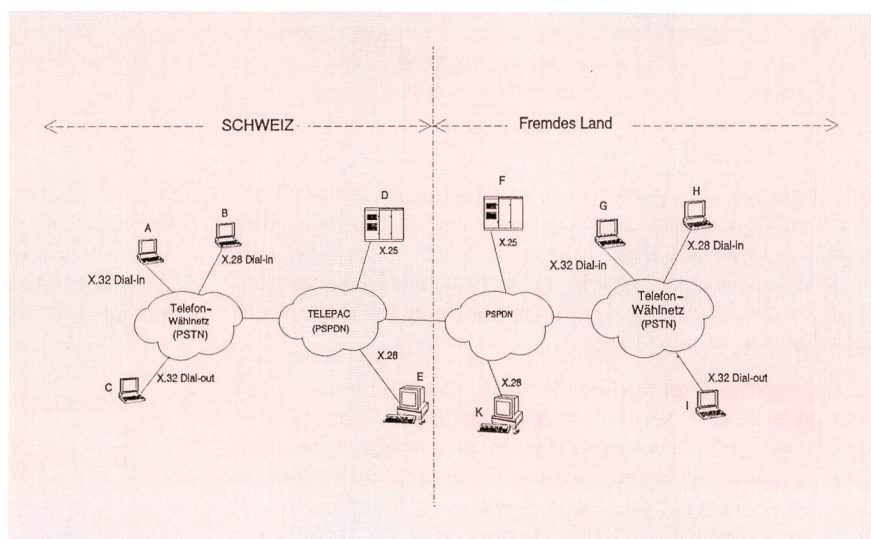 SCHWEIZ
Fremdes Land
A
B
D
F
G
H
X.32 Dial-in
X.28 Dial-in
X.25
X.25
X.32 Dial-in
X.28 Dial-in
Telefon-
Wählnetz
(PSTN)
TELEPAC
(PSPDN)
PSPDN
Telefon-
Wählnetz
(PSTN)
C
X.32 Dial-out
X.28
E
X.28
K
X.32 Dial-out
I